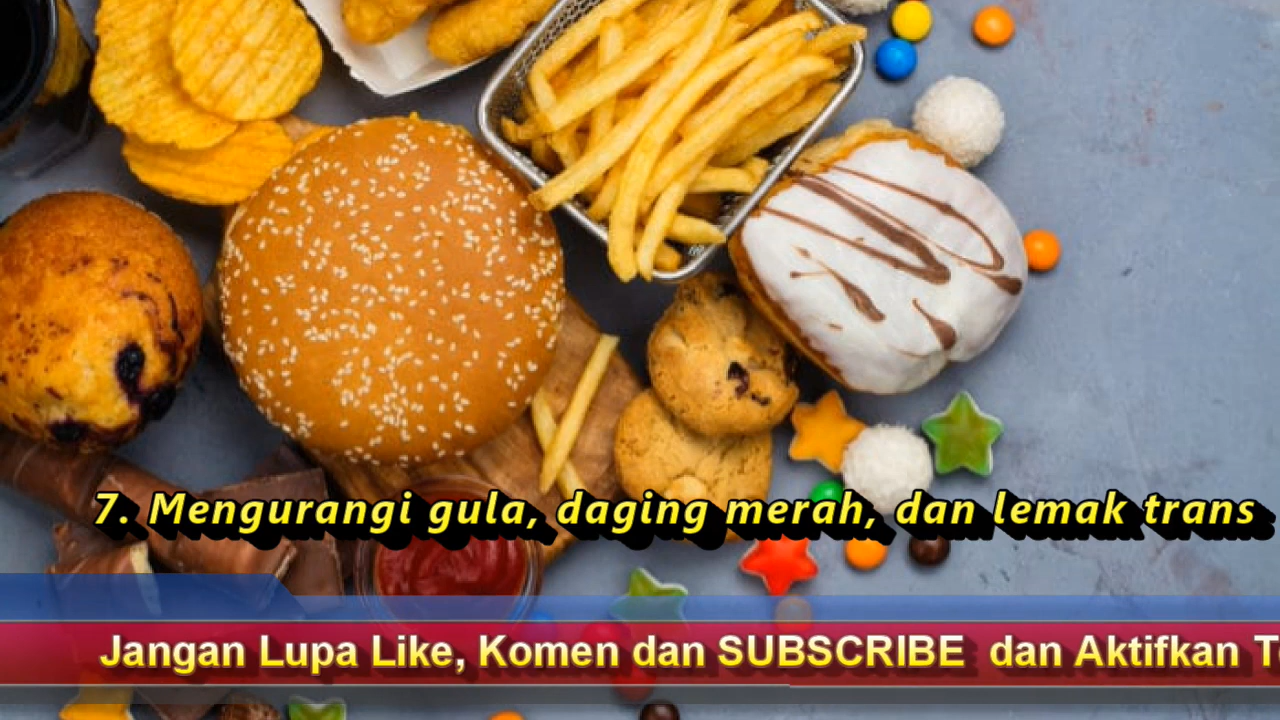 7. Mengurangi gula, daging merah, dan lemak trans
Jangan Lupa Like, Komen dan SUBSCRIBE dan Aktifkan